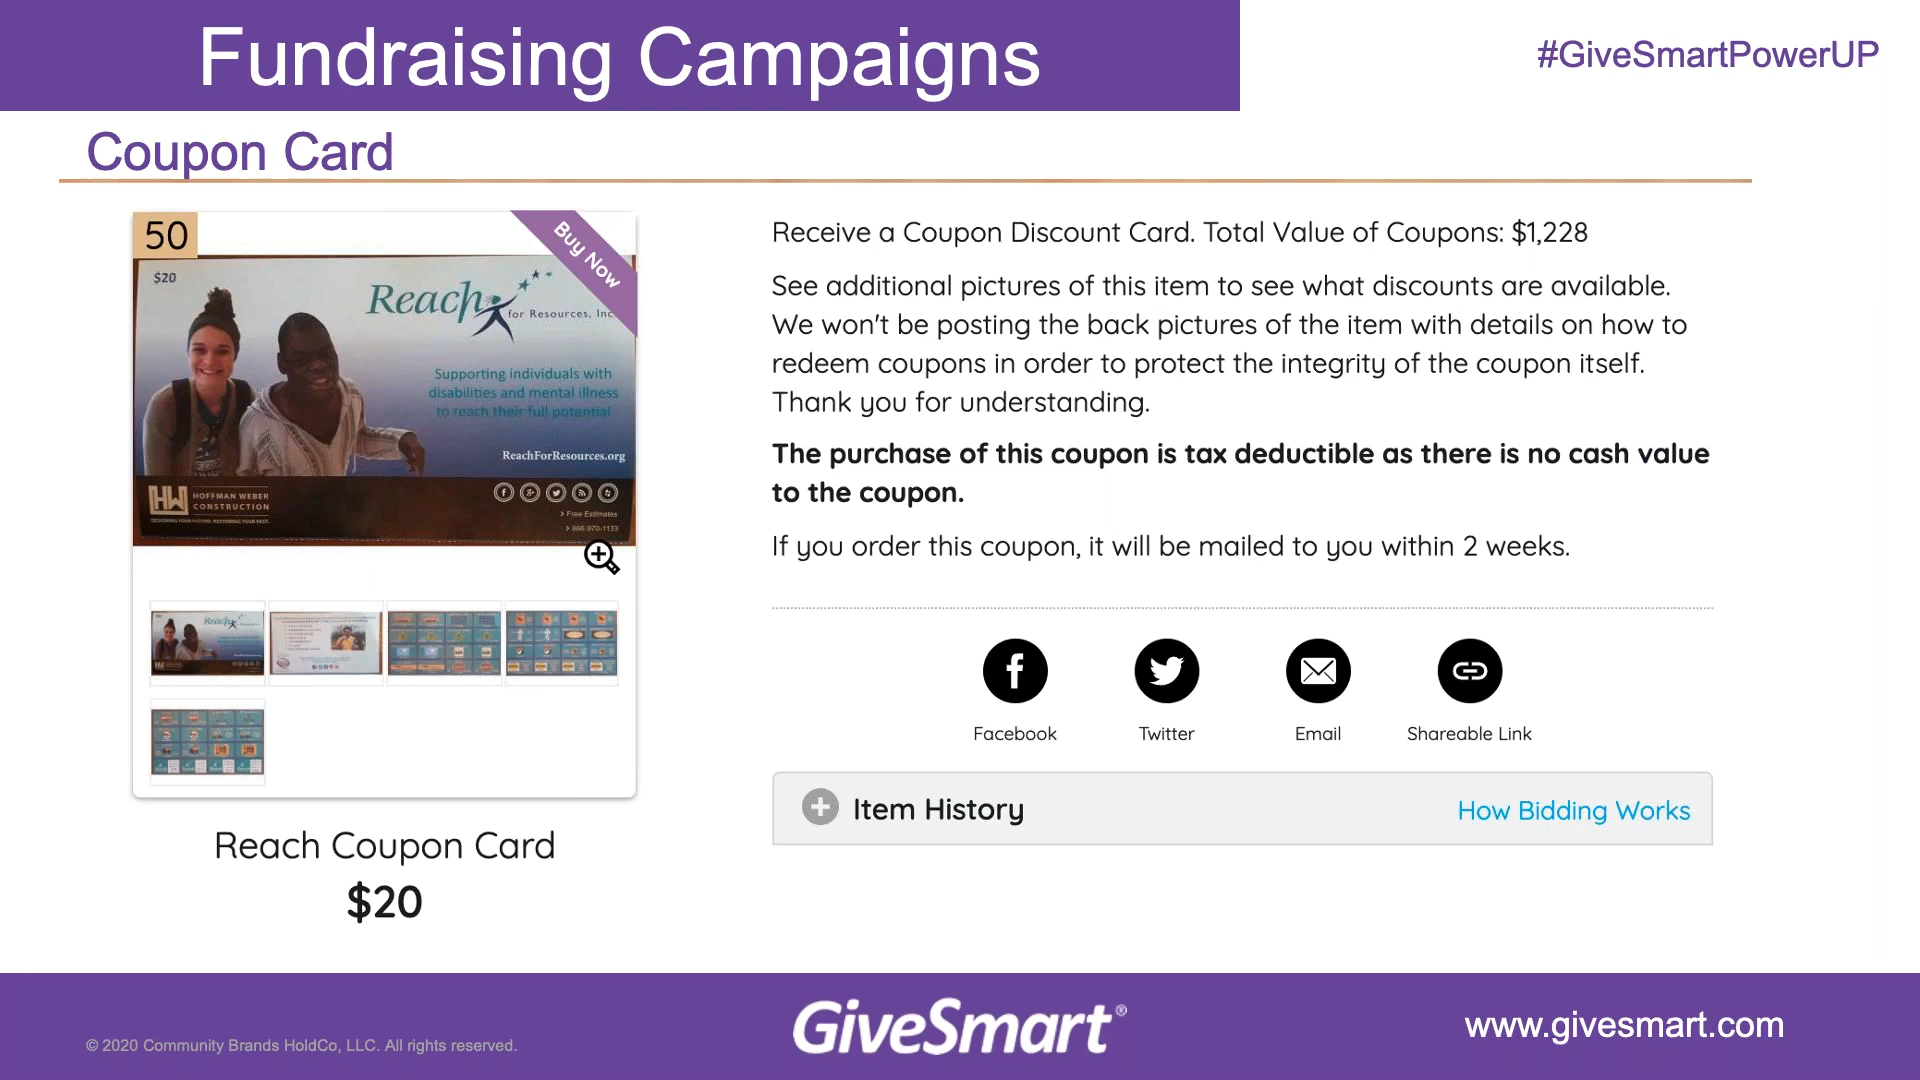 Fundraising Campaigns
#GiveSmartPowerUP
Coupon Card
50
Buy Now
$20
Reach
for Resources, Inc
Supporting individuals with
disabilities and mental illness
to reach their full potential
ReachForResources.org
HW
HOFFMAN WEBER
CONSTRUCTION
DESIGNING YOUR FUTURE. RESTORING YOUR PAST.
> Free Estimates
> 866-970-1133
Reach Coupon Card
$20
Receive a Coupon Discount Card. Total Value of Coupons: $1,228
See additional pictures of this item to see what discounts are available.
We won't be posting the back pictures of the item with details on how to
redeem coupons in order to protect the integrity of the coupon itself.
Thank you for understanding.
The purchase of this coupon is tax deductible as there is no cash value
to the coupon.
If you order this coupon, it will be mailed to you within 2 weeks.
Facebook
Twitter
Email
Shareable Link
Item History
How Bidding Works
© 2020 Community Brands HoldCo, LLC. All rights reserved.
GiveSmart®
www.givesmart.com